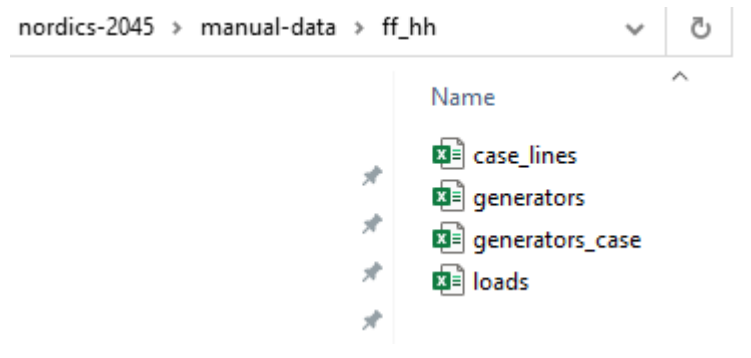 nordics-2045 > manual-data > ff_hh
Name
case_lines
generators
generators_case
loads